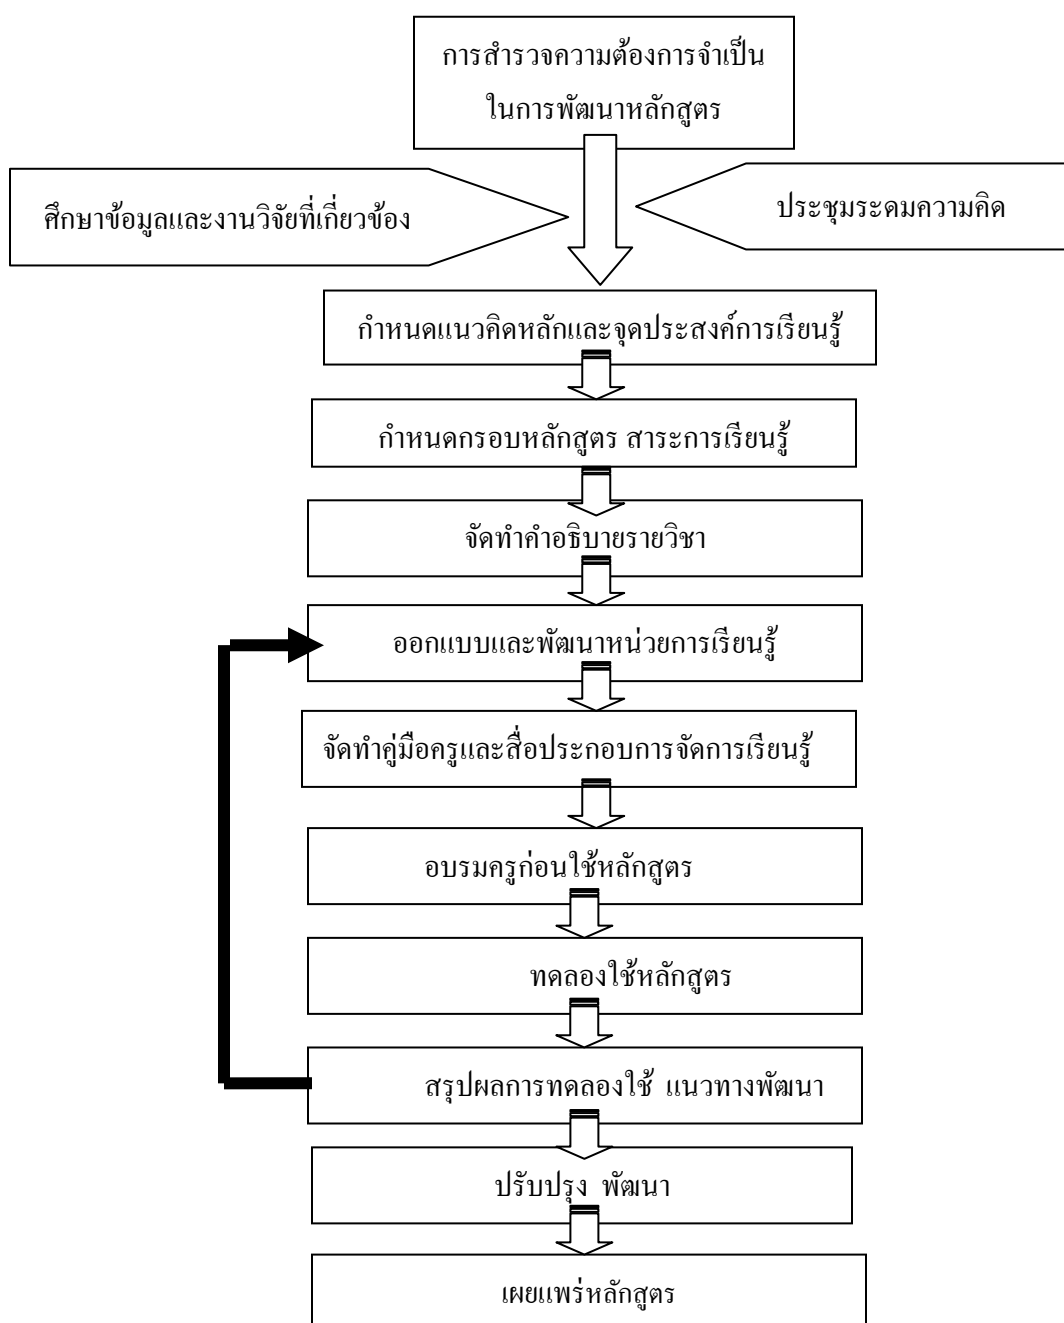 การสำรวจความต้องการจำเป็น
ในการพัฒนาหลักสูตร
ศึกษาข้อมูลและงานวิจัยที่เกี่ยวข้อง
ประชุมระดมความคิด
กำหนดแนวคิดหลักและจุดประสงค์การเรียนรู้
กำหนดกรอบหลักสูตร สาระการเรียนรู้
จัดทำคำอธิบายรายวิชา
ออกแบบและพัฒนาหน่วยการเรียนรู้
จัดทำคู่มือครูและสื่อประกอบการจัดการเรียนรู้
อบรมครูก่อนใช้หลักสูตร
ทดลองใช้หลักสูตร
สรุปผลการทดลองใช้ แนวทางพัฒนา
ปรับปรุง พัฒนา
เผยแพร่หลักสูตร